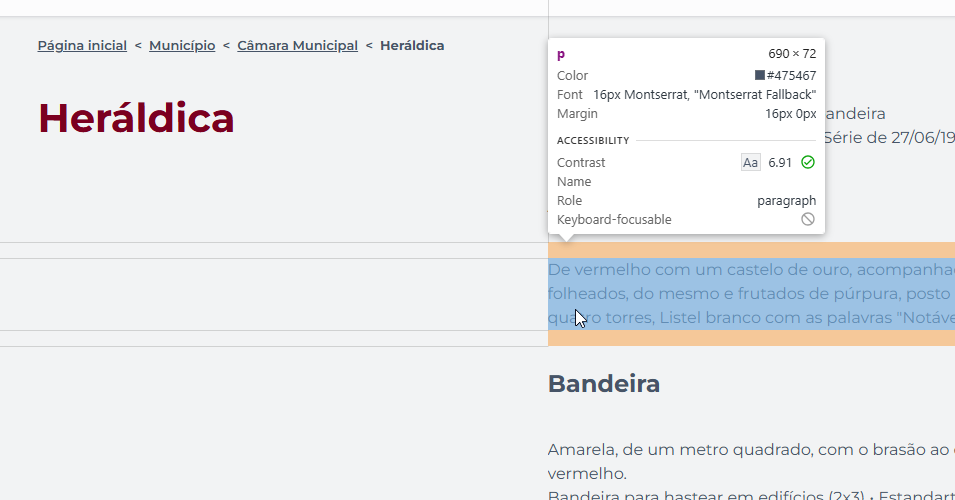 Página inicial < Município < Câmara Municipal < Heráldica
Heráldica
p 690 × 72
Color #475467
Font 16px Montserrat, "Montserrat Fallback"
Margin 16px 0px
ACCESSIBILITY
Contrast Aa 6.91
Name
Role paragraph
Keyboard-focusable
andeira
Série de 27/06/19
De vermelho com um castelo de ouro, acompanha
folheados, do mesmo e frutados de púrpura, posto
quatro torres, Listel branco com as palavras "Notáve
Bandeira
Amarela, de um metro quadrado, com o brasão ao
vermelho.
Bandeira para hastear em edifícios (2x3) • Estandart